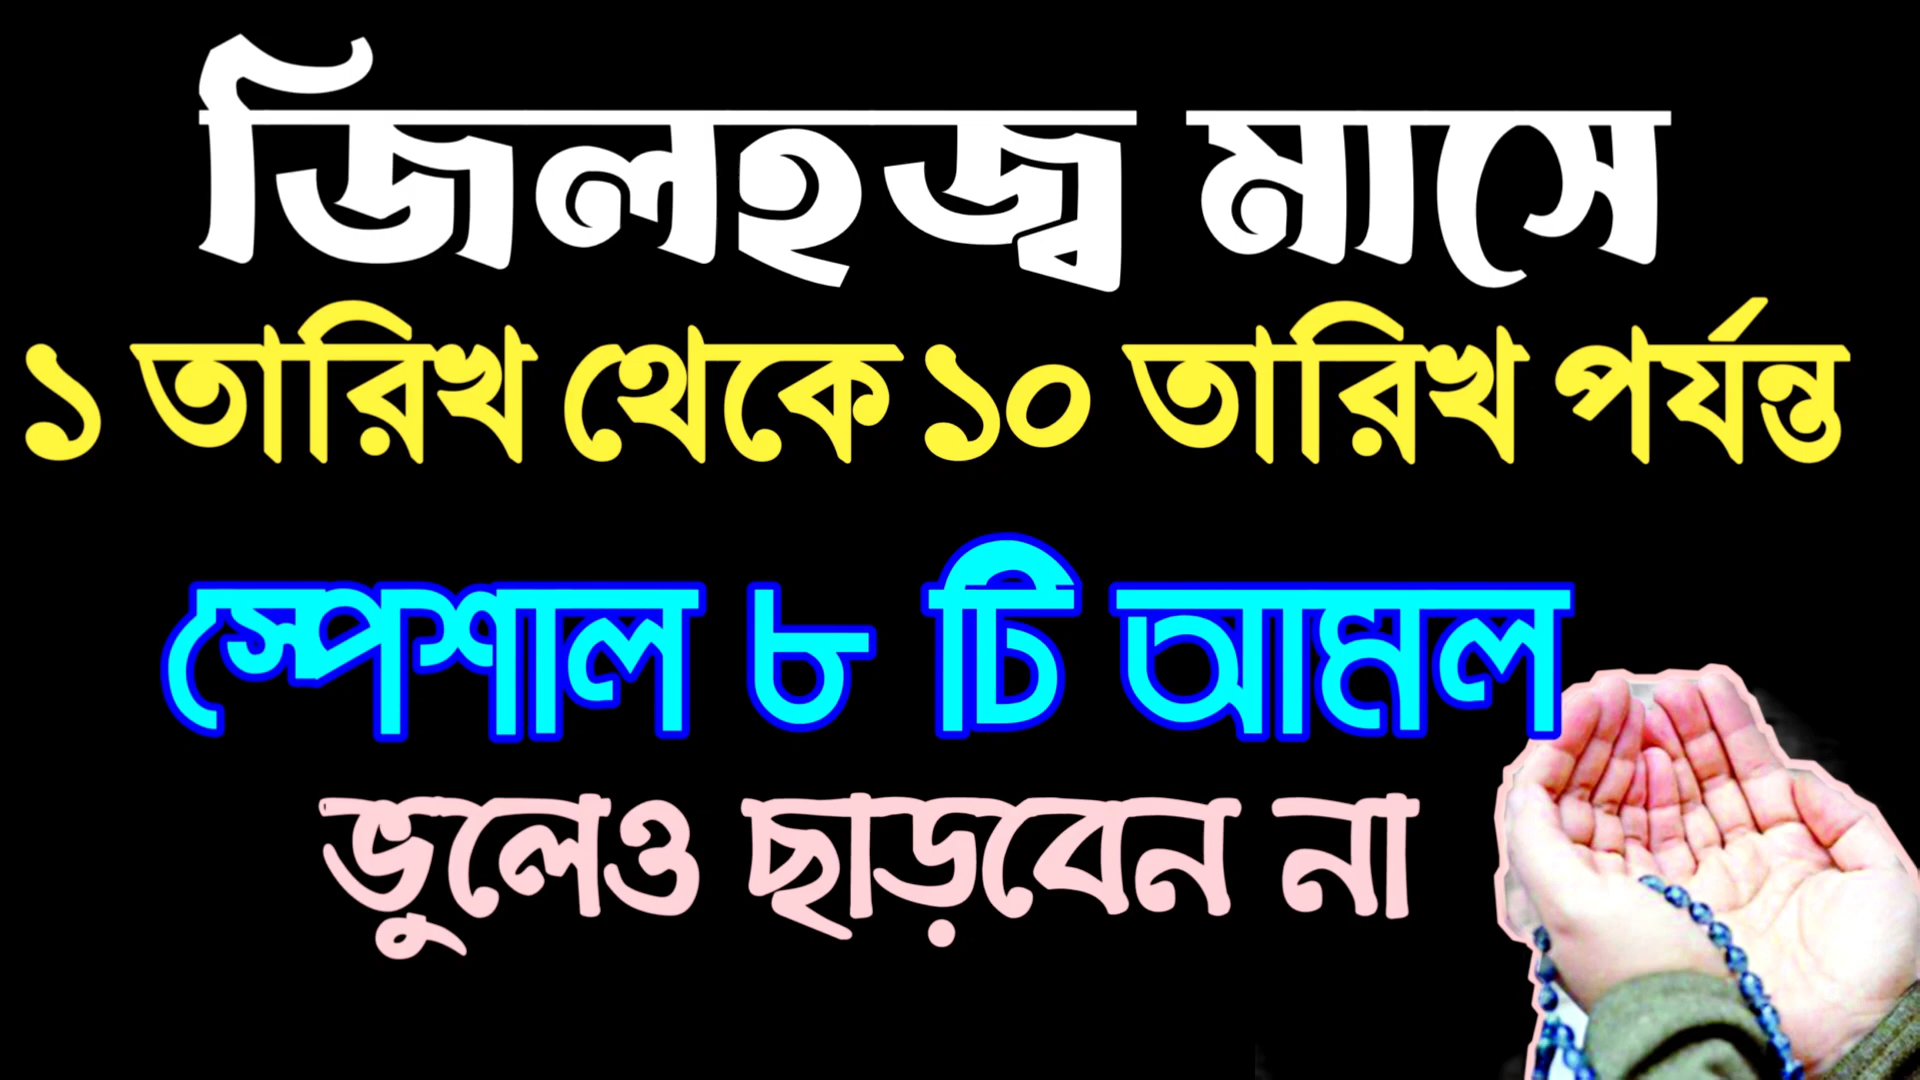 জিলহজ্ব মাসে
১ তারিখ থেকে ১০ তারিখ পর্যন্ত
স্পেশাল ৮ টি আমল
ভুলেও ছাড়বেন না